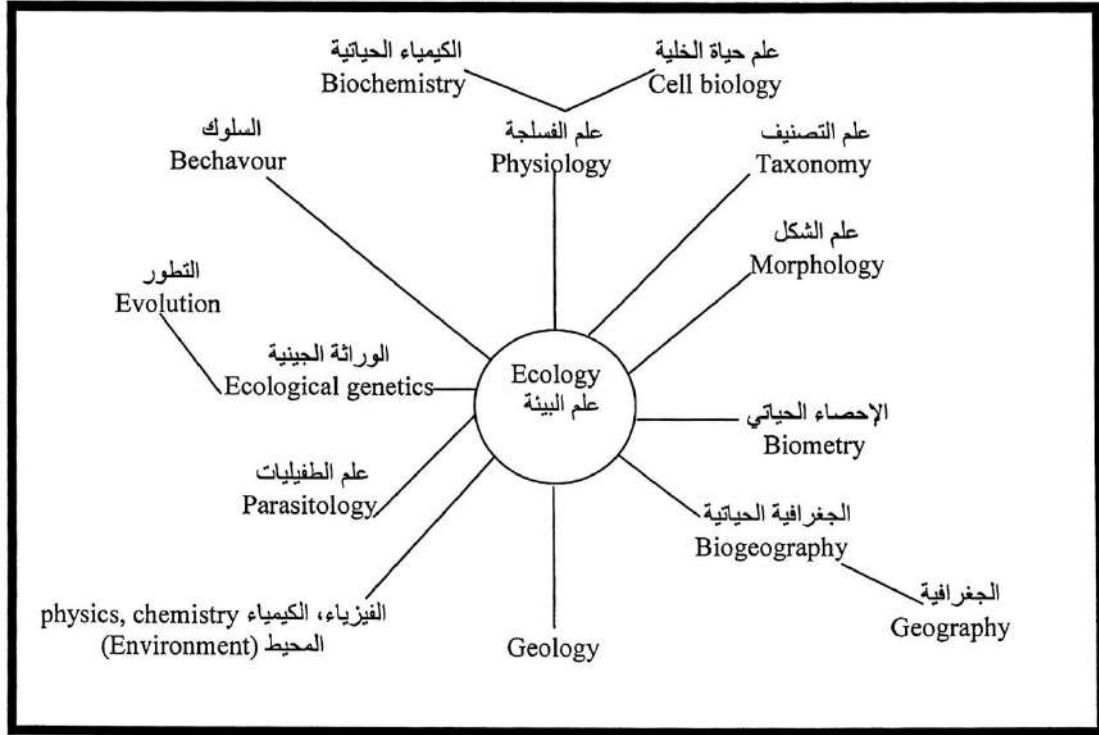 الكيمياء الحياتية
Biochemistry
علم حياة الخلية
Cell biology
السلوك
Bechavour
علم الفسلجة
Physiology
علم التصنيف
Taxonomy
علم الشكل
Morphology
التطور
Evolution
الوراثة الجينية
Ecological genetics
Ecology
علم البيئة
الإحصاء الحياتي
Biometry
علم الطفيليات
Parasitology
الجغرافية الحياتية
Biogeography
الجغرافية
Geography
الفيزياء، الكيمياء physics, chemistry
المحيط (Environment)
Geology